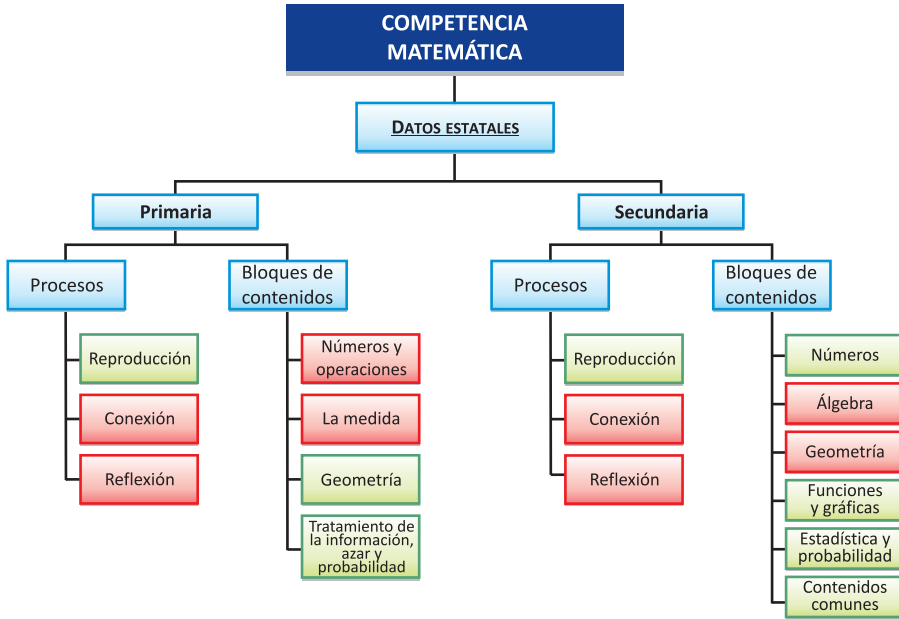 COMPETENCIA
MATEMÁTICA
DATOS ESTATALES
Primaria
Secundaria
Procesos
Bloques de
contenidos
Procesos
Bloques de
contenidos
Reproducción
Conexión
Reflexión
Números y
operaciones
La medida
Geometría
Tratamiento de
la información,
azar y
probabilidad
Reproducción
Conexión
Reflexión
Números
Álgebra
Geometría
Funciones
y gráficas
Estadística y
probabilidad
Contenidos
comunes